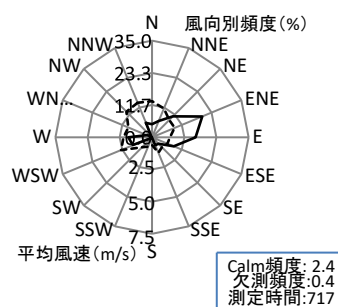 N
風向別頻度(%)
35.0
NNW
NNE
NW
23.3
NE
WN...
11.7
ENE
W
0.0
E
WSW
2.5
ESE
SW
5.0
SE
SSW
SSE
平均風速(m/s)
7.5
S
Calm頻度: 2.4
欠測頻度:0.4
測定時間:717